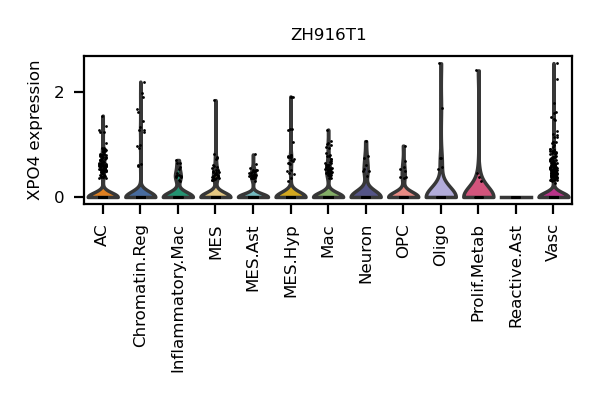 ZH916T1
XPO4 expression
2
0
AC
Chromatin.Reg
Inflammatory.Mac
MES
MES.Ast
MES.Hyp
Mac
Neuron
OPC
Oligo
Prolif.Metab
Reactive.Ast
Vasc